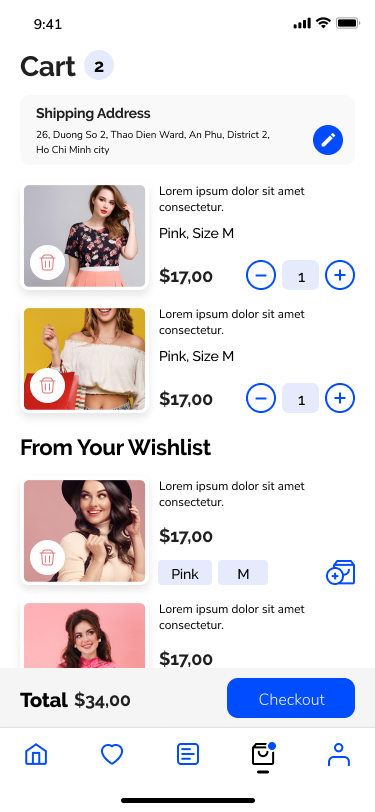 9:41
Cart 2
Shipping Address
26, Duong So 2, Thao Dien Ward, An Phu, District 2,
Ho Chi Minh city
Lorem ipsum dolor sit amet
consectetur.
Pink, Size M
$17,00 1
Lorem ipsum dolor sit amet
consectetur.
Pink, Size M
$17,00 1
From Your Wishlist
Lorem ipsum dolor sit amet
consectetur.
$17,00
Pink M
Lorem ipsum dolor sit amet
consectetur.
$17,00
Total $34,00 Checkout